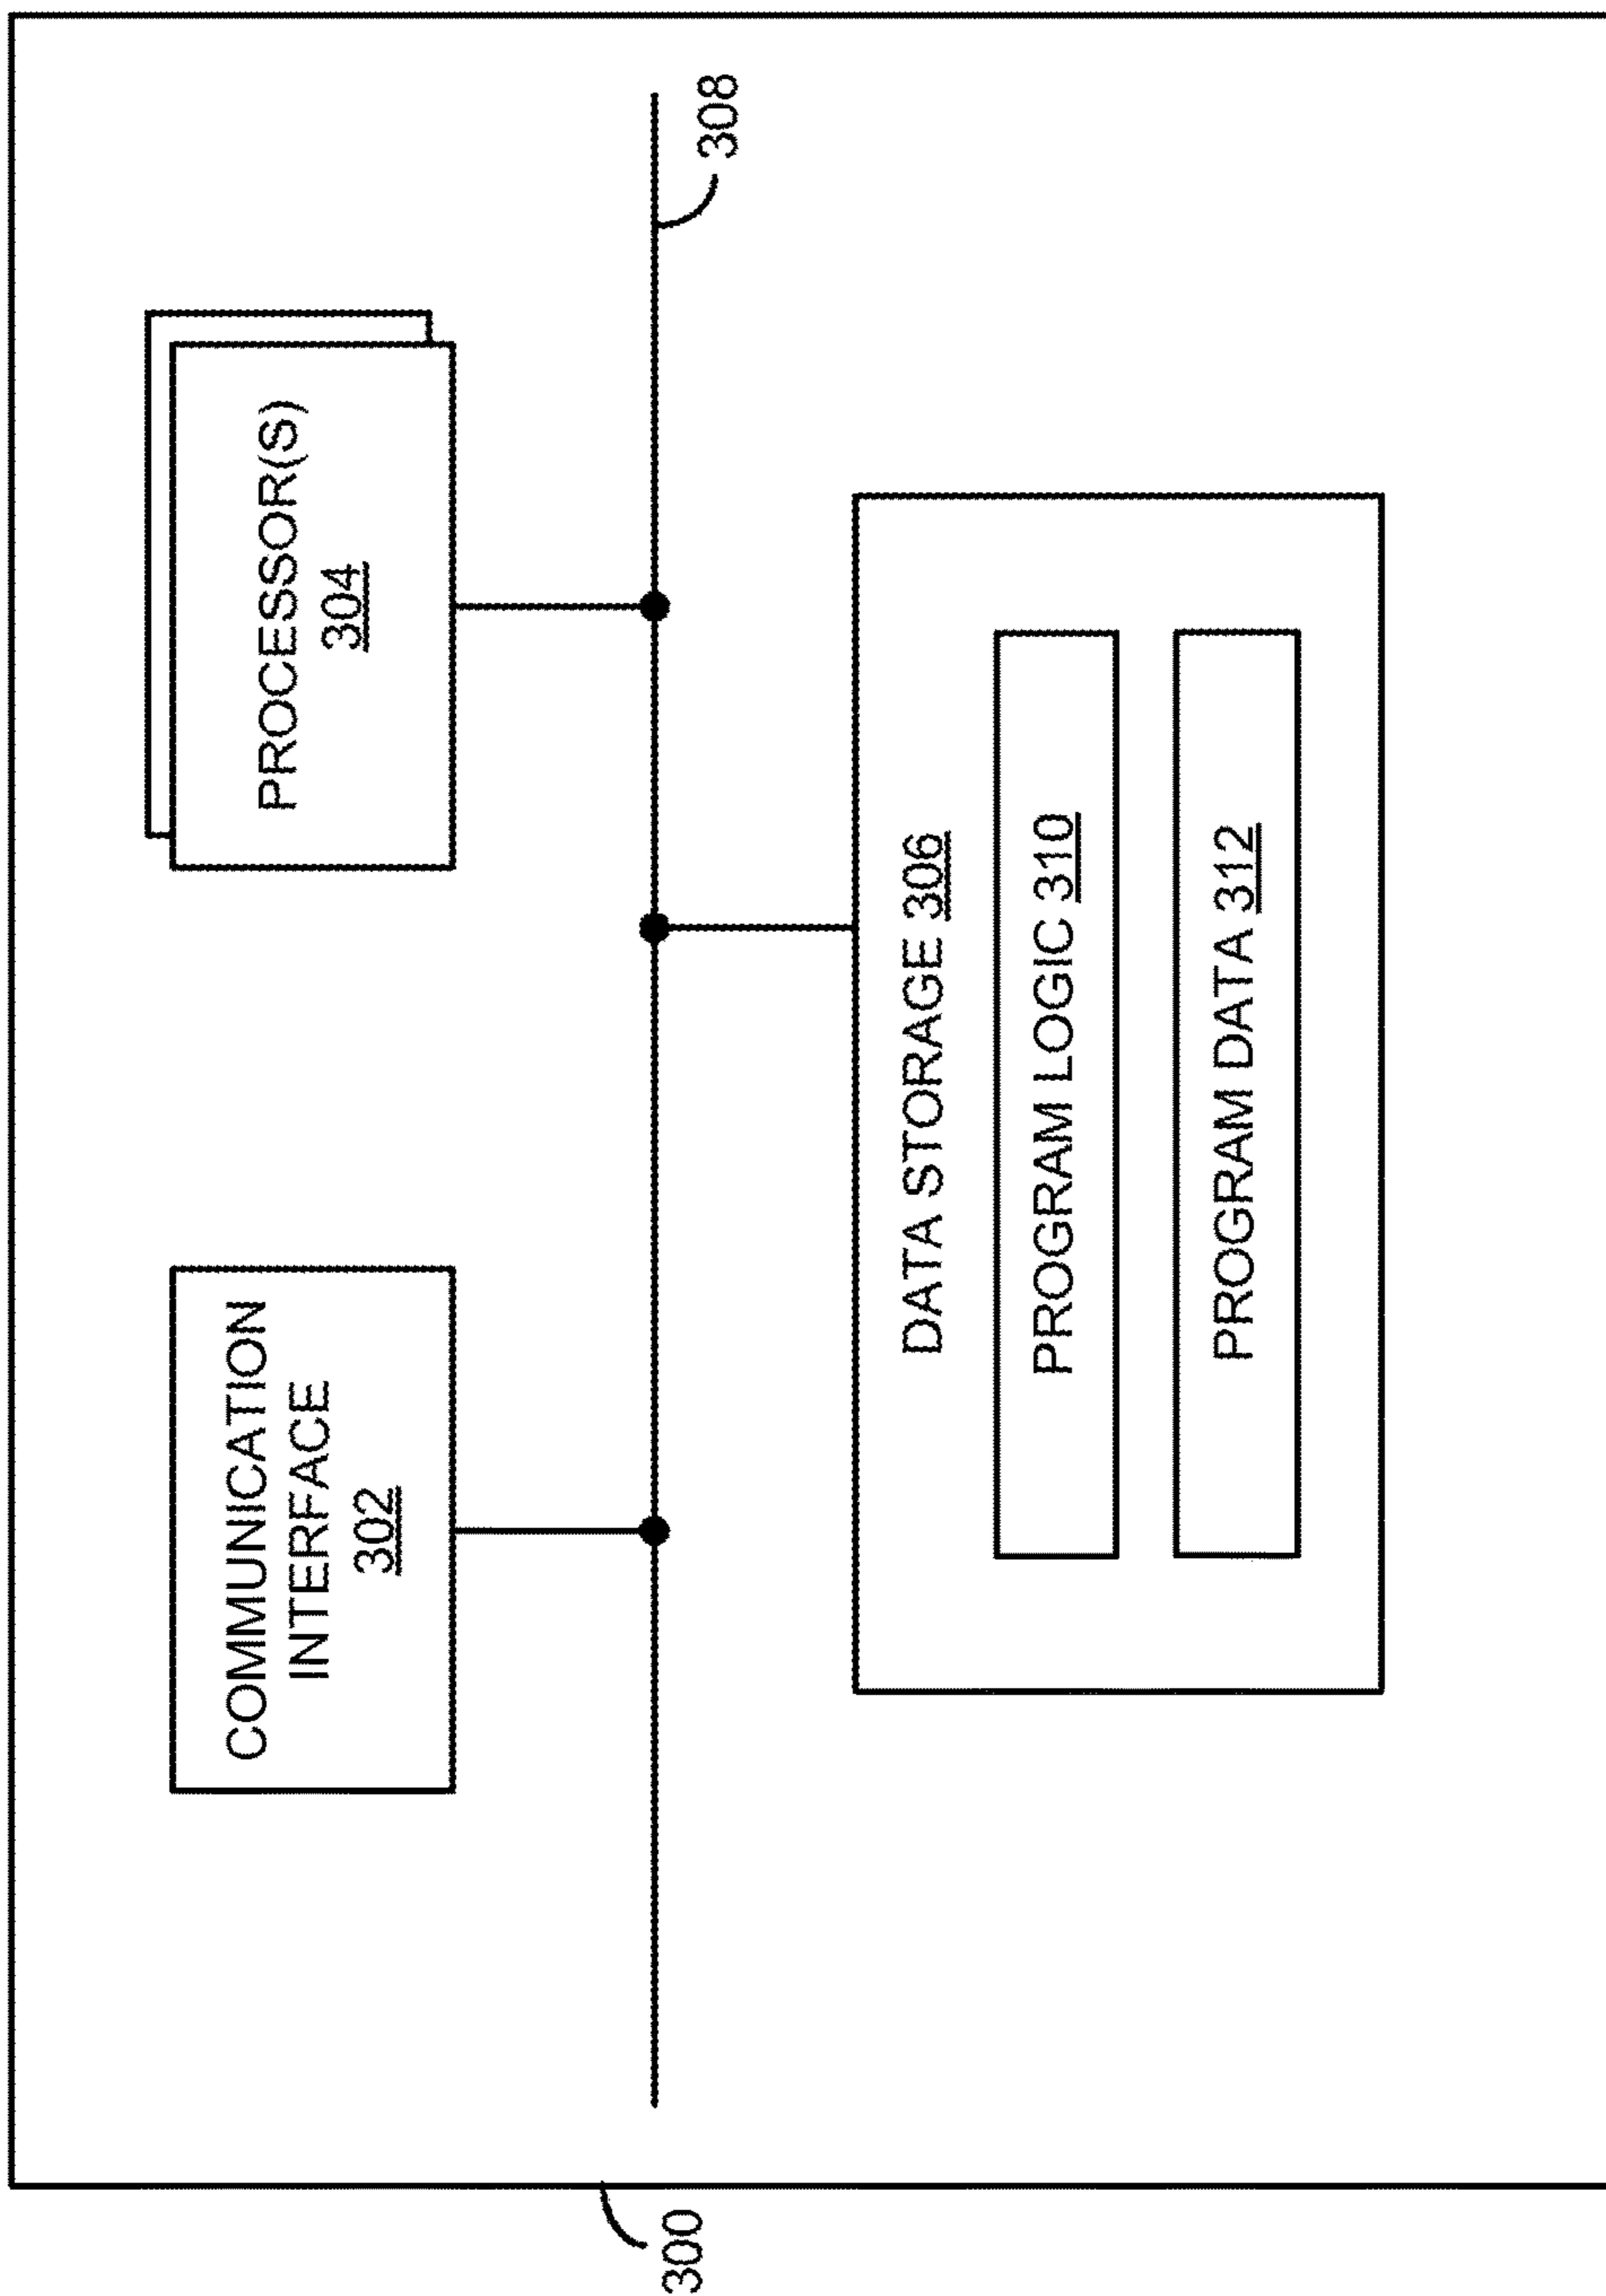 COMMUNICATION
INTERFACE
302
PROCESSOR(S)
304
308
300
DATA STORAGE 306
PROGRAM LOGIC 310
PROGRAM DATA 312